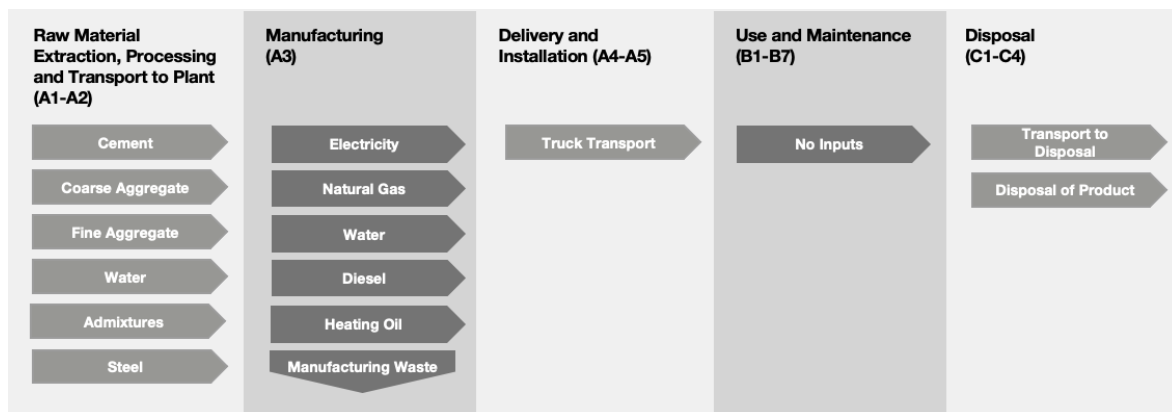 Raw Material
Extraction, Processing
and Transport to Plant
(A1-A2)
Cement
Coarse Aggregate
Fine Aggregate
Water
Admixtures
Steel
Manufacturing
(A3)
Electricity
Natural Gas
Water
Diesel
Heating Oil
Manufacturing Waste
Delivery and
Installation (A4-A5)
Truck Transport
Use and Maintenance
(B1-B7)
No Inputs
Disposal
(C1-C4)
Transport to
Disposal
Disposal of Product